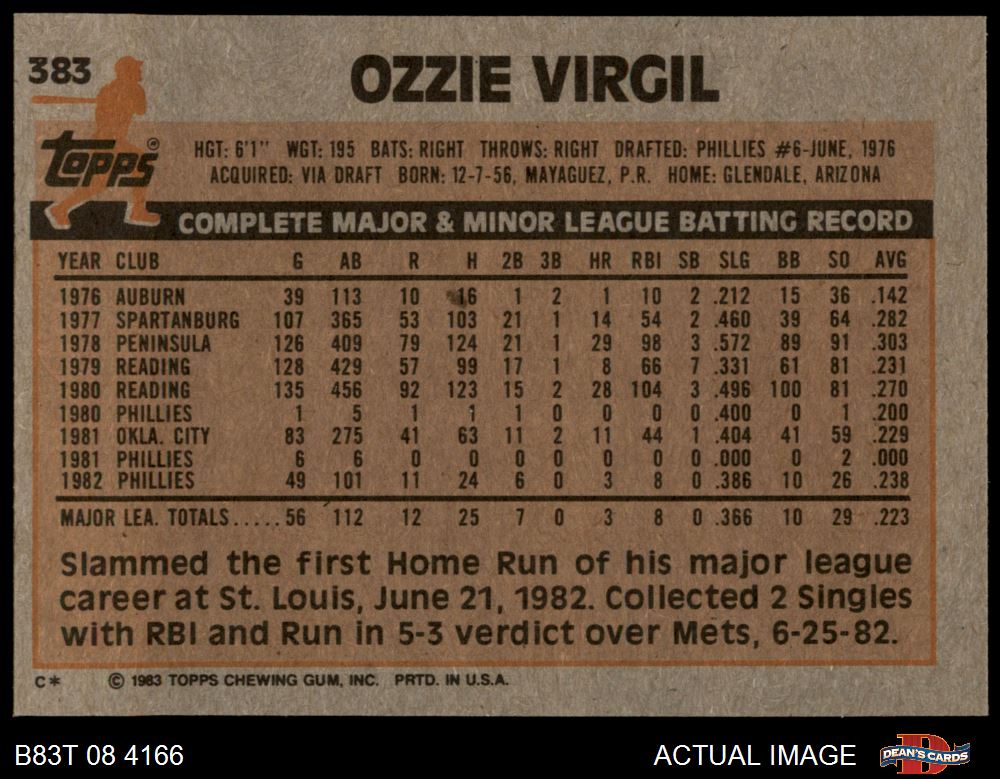 383 OZZIE VIRGIL
Topps®
HGT: 6'1" WGT: 195 BATS: RIGHT THROWS: RIGHT DRAFTED: PHILLIES #6-JUNE, 1976
ACQUIRED: VIA DRAFT BORN: 12-7-56, MAYAGUEZ, P.R. HOME: GLENDALE, ARIZONA
COMPLETE MAJOR & MINOR LEAGUE BATTING RECORD
YEAR CLUB G AB R H 2B 3B HR RBI SB SLG BB SO AVG
1976 AUBURN 39 113 10 16 1 2 1 10 2 .212 15 36 .142
1977 SPARTANBURG 107 365 53 103 21 1 14 54 2 .460 39 64 .282
1978 PENINSULA 126 409 79 124 21 1 29 98 3 .572 89 91 .303
1979 READING 128 429 57 99 17 1 8 66 7 .331 61 81 .231
1980 READING 135 456 92 123 15 2 28 104 3 .496 100 81 .270
1980 PHILLIES 1 5 1 1 1 0 0 0 0 .400 0 1 .200
1981 OKLA. CITY 83 275 41 63 11 2 11 44 1 .404 41 59 .229
1981 PHILLIES 6 6 0 0 0 0 0 0 0 .000 0 2 .000
1982 PHILLIES 49 101 11 24 6 0 3 8 0 .386 10 26 .238
MAJOR LEA. TOTALS.....56 112 12 25 7 0 3 8 0 .366 10 29 .223
Slammed the first Home Run of his major league
career at St. Louis, June 21, 1982. Collected 2 Singles
with RBI and Run in 5-3 verdict over Mets, 6-25-82.
C* © 1983 TOPPS CHEWING GUM, INC. PRTD. IN U.S.A.
B83T 08 4166 ACTUAL IMAGE DEAN'S CARDS